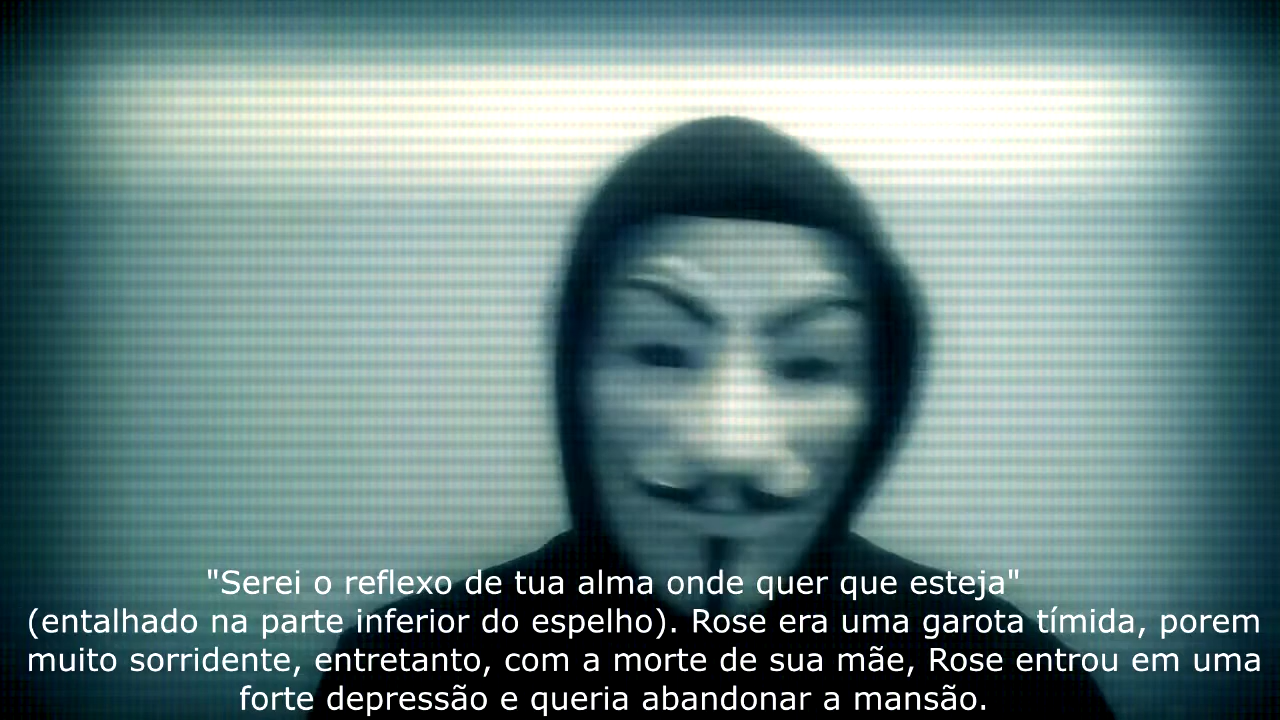 "Serei o reflexo de tua alma onde quer que esteja"
(entalhado na parte inferior do espelho). Rose era uma garota tímida, porem
muito sorridente, entretanto, com a morte de sua mãe, Rose entrou em uma
forte depressão e queria abandonar a mansão.